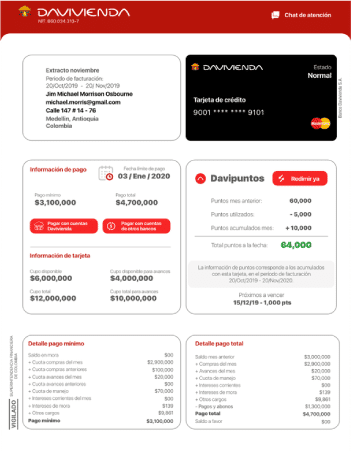 DAVIVIENDA
NIT. 860.034.313-7
Chat de atención
Extracto noviembre
Periodo de facturación:
20/Oct/2019 - 20/Nov/2019
Jim Michael Morrison Osbourne
michael.morris@gmail.com
Calle 147 # 14 - 76
Medellín, Antioquia
Colombia
DAVIVIENDA
Estado
Normal
Tarjeta de crédito
9001 **** **** 9101
MasterCard
Banco Davivienda S.A
Información de pago
Fecha límite de pago
03 / Ene / 2020
Pago mínimo
$3,100,000
Pago total
$4,700,000
Pagar con cuentas Davivienda
Pagar con cuentas de otros bancos
Información de tarjeta
Cupo disponible
$6,000,000
Cupo disponible para avances
$4,000,000
Cupo total
$12,000,000
Cupo total para avances
$10,000,000
Davipuntos
Redimir ya
Puntos mes anterior: 60,000
Puntos utilizados: - 5,000
Puntos acumulados mes: + 10,000
Total puntos a la fecha: 64,000
La información de puntos corresponde a los acumulados
con esta tarjeta, en el periodo de facturación
20/Oct/2019 - 20/Nov/2020.
Próximos a vencer
15/12/19 - 1,000 pts
VIGILADO SUPERINTENDENCIA FINANCIERA DE COLOMBIA
Detalle pago mínimo
Saldo en mora $00
+ Cuota compras del mes $2,900,000
+ Cuota compras anteriores $100,000
+ Cuota avances del mes $20,000
+ Cuota avances anteriores $00
+ Cuota de manejo $70,000
+ Intereses corrientes del mes $00
+ Intereses de mora $139
+ Otros cargos $9,861
Pago mínimo $3,100,000
Detalle pago total
Saldo mes anterior $3,000,000
+ Compras del mes $2,900,000
+ Avances del mes $20,000
+ Cuota de manejo $70,000
+ Intereses corrientes $00
+ Intereses de mora $139
+ Otros cargos $9,861
- Pagos y abonos $1,300,000
Pago total $4,700,000
Saldo a favor $00